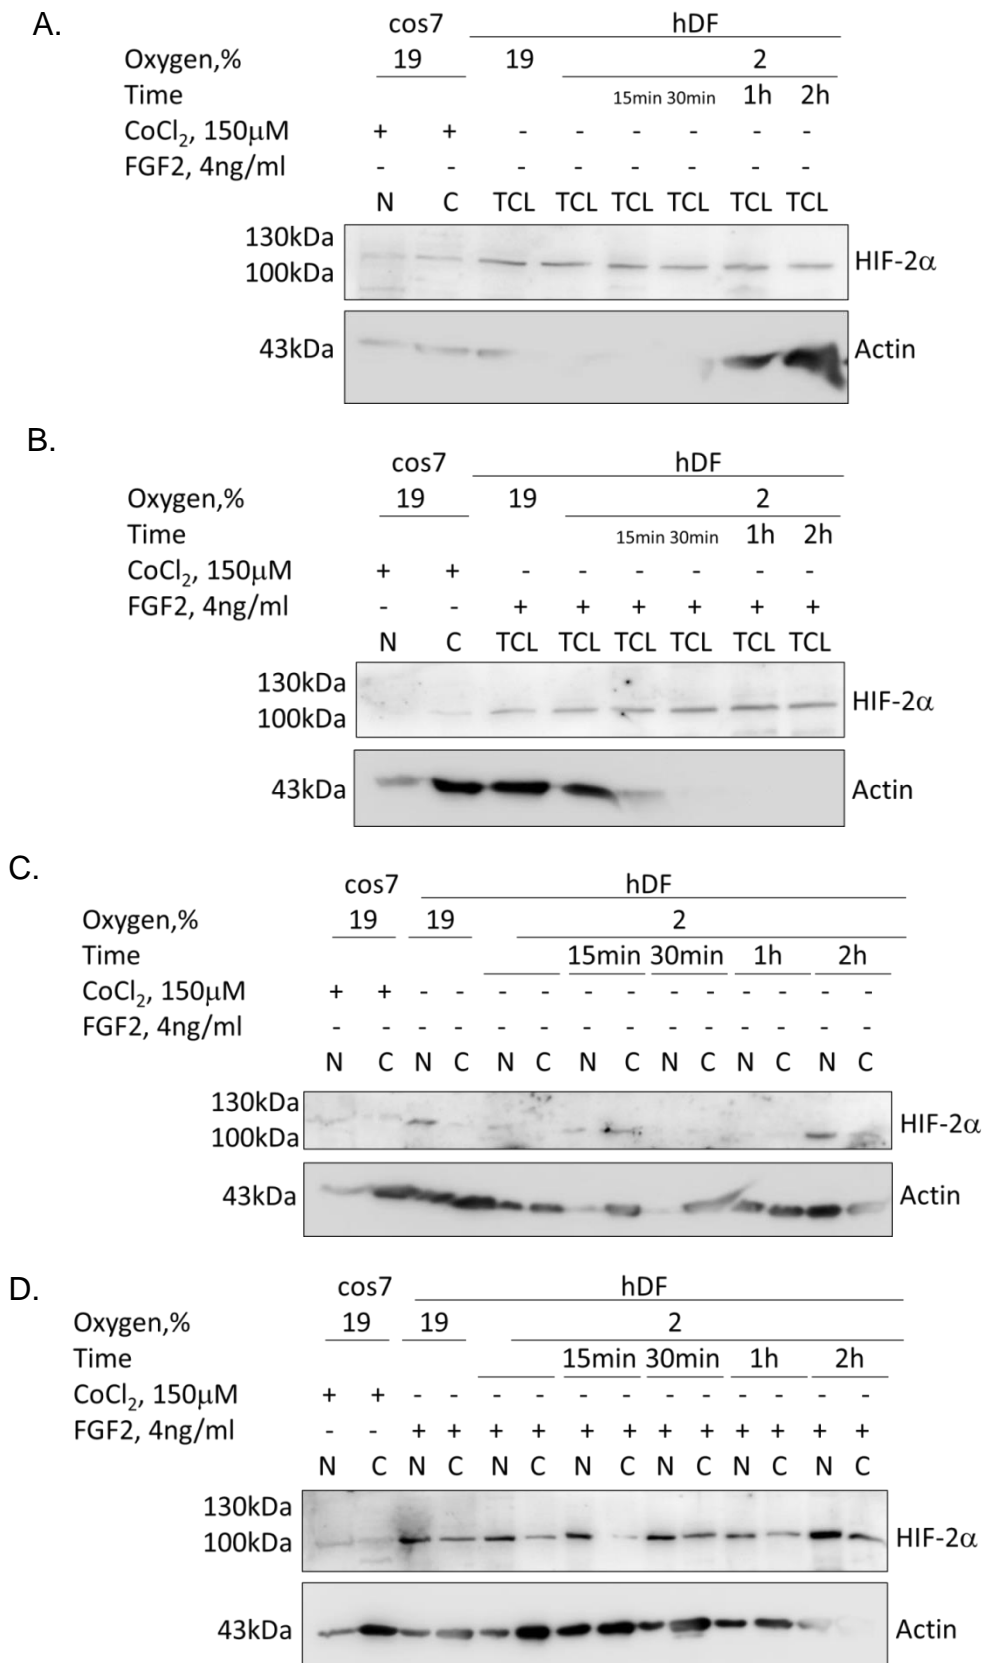 A.
cos7 hDF
Oxygen,% 19 19 2
Time 15min 30min 1h 2h
CoCl₂, 150μM + + - - - - - -
FGF2, 4ng/ml - - - - - - - -
N C TCL TCL TCL TCL TCL TCL
130kDa
100kDa HIF-2α
43kDa Actin
B.
cos7 hDF
Oxygen,% 19 19 2
Time 15min 30min 1h 2h
CoCl₂, 150μM + + - - - - - -
FGF2, 4ng/ml - - + + + + + +
N C TCL TCL TCL TCL TCL TCL
130kDa
100kDa HIF-2α
43kDa Actin
C.
cos7 hDF
Oxygen,% 19 19 2
Time 15min 30min 1h 2h
CoCl₂, 150μM + + - - - - - - - - - - - -
FGF2, 4ng/ml - - - - - - - - - - - - - -
N C N C N C N C N C N C N C
130kDa
100kDa HIF-2α
43kDa Actin
D.
cos7 hDF
Oxygen,% 19 19 2
Time 15min 30min 1h 2h
CoCl₂, 150μM + + - - - - - - - - - - - -
FGF2, 4ng/ml - - + + + + + + + + + + + +
N C N C N C N C N C N C N C
130kDa
100kDa HIF-2α
43kDa Actin